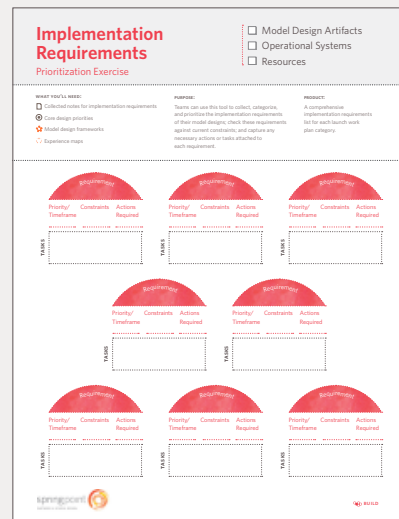 Implementation
Requirements
Prioritization Exercise
Model Design Artifacts
Operational Systems
Resources
WHAT YOU'LL NEED:
Collected notes for implementation requirements
Core design priorities
Model design frameworks
Experience maps
PURPOSE:
Teams can use this tool to collect, categorize,
and prioritize the implementation requirements
of their model designs; check these requirements
against current constraints; and capture any
necessary actions or tasks attached to
each requirement.
PRODUCT:
A comprehensive
implementation requirements
list for each launch work
plan category.
Requirement Requirement Requirement
Priority/ Constraints Actions Priority/ Constraints Actions Priority/ Constraints Actions
Timeframe Required Timeframe Required Timeframe Required
TASKS TASKS TASKS
Requirement Requirement
Priority/ Constraints Actions Priority/ Constraints Actions
Timeframe Required Timeframe Required
TASKS TASKS
Requirement Requirement Requirement
Priority/ Constraints Actions Priority/ Constraints Actions Priority/ Constraints Actions
Timeframe Required Timeframe Required Timeframe Required
TASKS TASKS TASKS
springpoint
BUILD